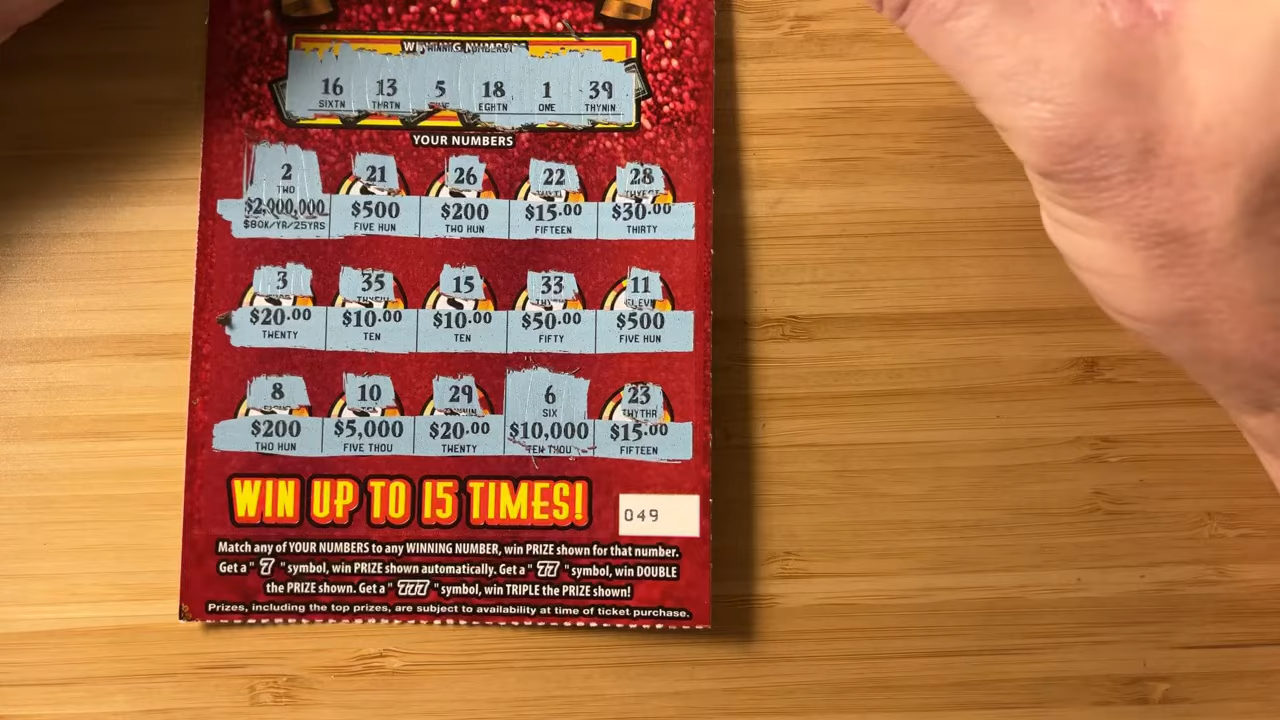 WINNING NUMBERS
16 13 5 18 1 39
SIXTN THRTN EGHTN ONE THYNIN
YOUR NUMBERS
2 21 26 22 28
TWO
$2,000,000 $500 $200 $15.00 $30.00
$80K/YR/25YRS FIVE HUN TWO HUN FIFTEEN THIRTY
3 35 15 33 11
$20.00 $10.00 $10.00 $50.00 $500
TWENTY TEN TEN FIFTY FIVE HUN
8 10 29 6 23
SIX THYTHR
$200 $5,000 $20.00 $10,000 $15.00
TWO HUN FIVE THOU TWENTY TEN THOU FIFTEEN
WIN UP TO 15 TIMES!
049
Match any of YOUR NUMBERS to any WINNING NUMBER, win PRIZE shown for that number.
Get a "7" symbol, win PRIZE shown automatically. Get a "77" symbol, win DOUBLE
the PRIZE shown. Get a "777" symbol, win TRIPLE the PRIZE shown!
Prizes, including the top prizes, are subject to availability at time of ticket purchase.